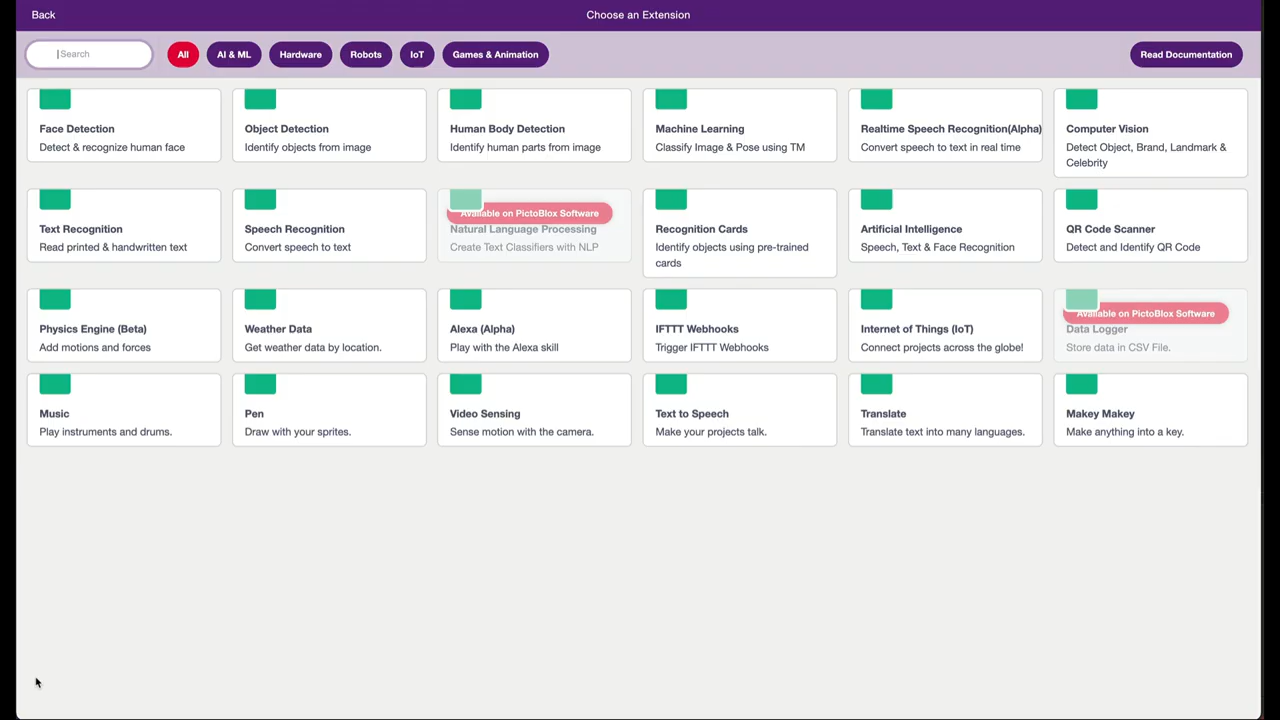 Back
Choose an Extension
Search
All
AI & ML
Hardware
Robots
IoT
Games & Animation
Read Documentation
Face Detection
Detect & recognize human face
Object Detection
Identify objects from image
Human Body Detection
Identify human parts from image
Machine Learning
Classify Image & Pose using TM
Realtime Speech Recognition(Alpha)
Convert speech to text in real time
Computer Vision
Detect Object, Brand, Landmark &
Celebrity
Text Recognition
Read printed & handwritten text
Speech Recognition
Convert speech to text
Available on PictoBlox Software
Natural Language Processing
Create Text Classifiers with NLP
Recognition Cards
Identify objects using pre-trained
cards
Artificial Intelligence
Speech, Text & Face Recognition
QR Code Scanner
Detect and Identify QR Code
Physics Engine (Beta)
Add motions and forces
Weather Data
Get weather data by location.
Alexa (Alpha)
Play with the Alexa skill
IFTTT Webhooks
Trigger IFTTT Webhooks
Internet of Things (IoT)
Connect projects across the globe!
Available on PictoBlox Software
Data Logger
Store data in CSV File.
Music
Play instruments and drums.
Pen
Draw with your sprites.
Video Sensing
Sense motion with the camera.
Text to Speech
Make your projects talk.
Translate
Translate text into many languages.
Makey Makey
Make anything into a key.